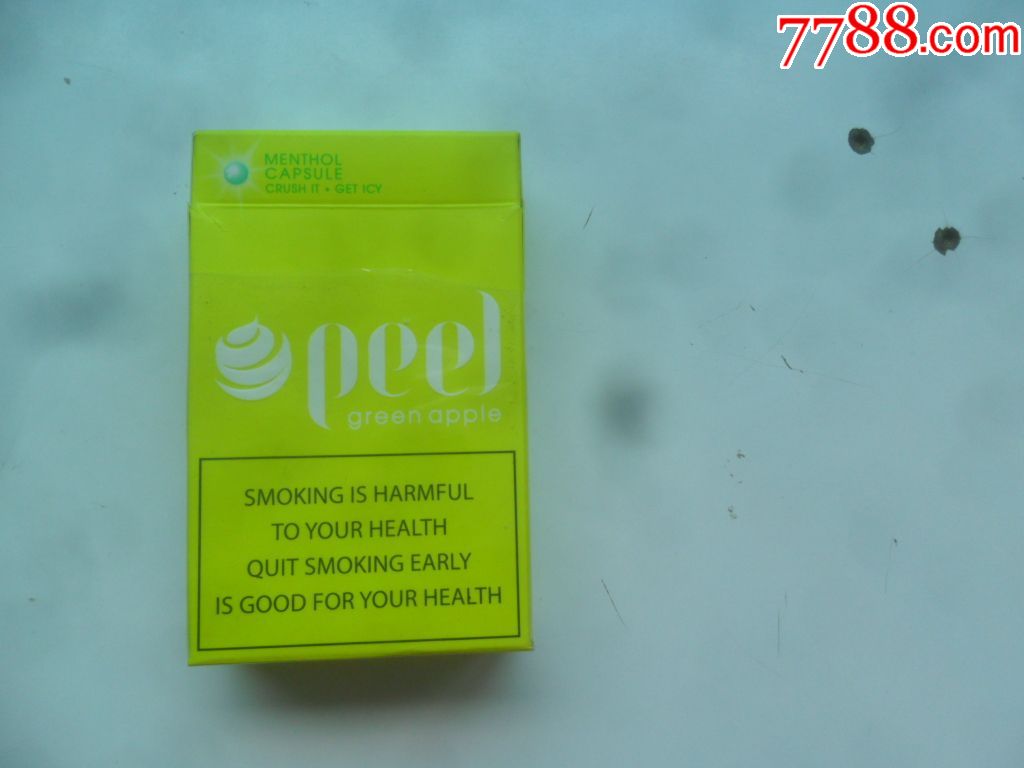 7788.com
MENTHOL
CAPSULE
CRUSH IT • GET ICY
peel
green apple
SMOKING IS HARMFUL
TO YOUR HEALTH
QUIT SMOKING EARLY
IS GOOD FOR YOUR HEALTH